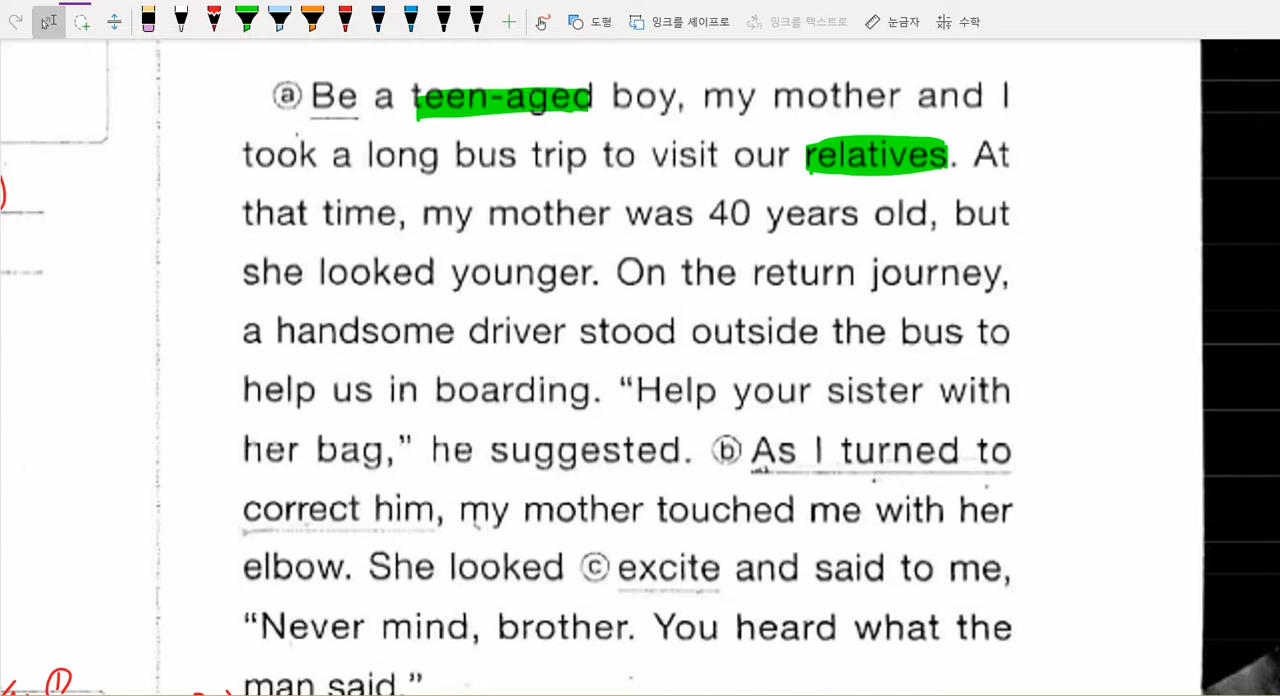 도형 잉크를 셰이프로 잉크를 텍스트로 눈금자 수학
ⓐ Be a teen-aged boy, my mother and I
took a long bus trip to visit our relatives. At
that time, my mother was 40 years old, but
she looked younger. On the return journey,
a handsome driver stood outside the bus to
help us in boarding. “Help your sister with
her bag,” he suggested. ⓑ As I turned to
correct him, my mother touched me with her
elbow. She looked ⓒ excite and said to me,
“Never mind, brother. You heard what the
man said.”
①